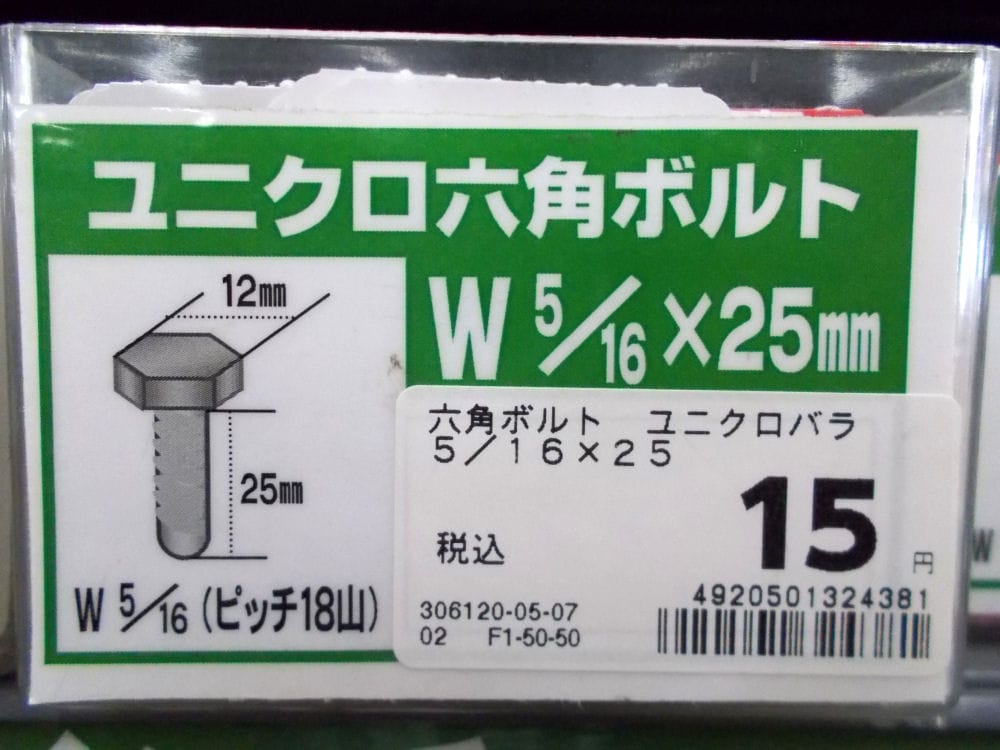 ユニクロ六角ボルト
W 5/16×25mm
12mm
25mm
W 5/16(ピッチ18山)
六角ボルト ユニクロバラ
5/16×25
15円
税込
4920501324381
306120-05-07
02 F1-50-50
W